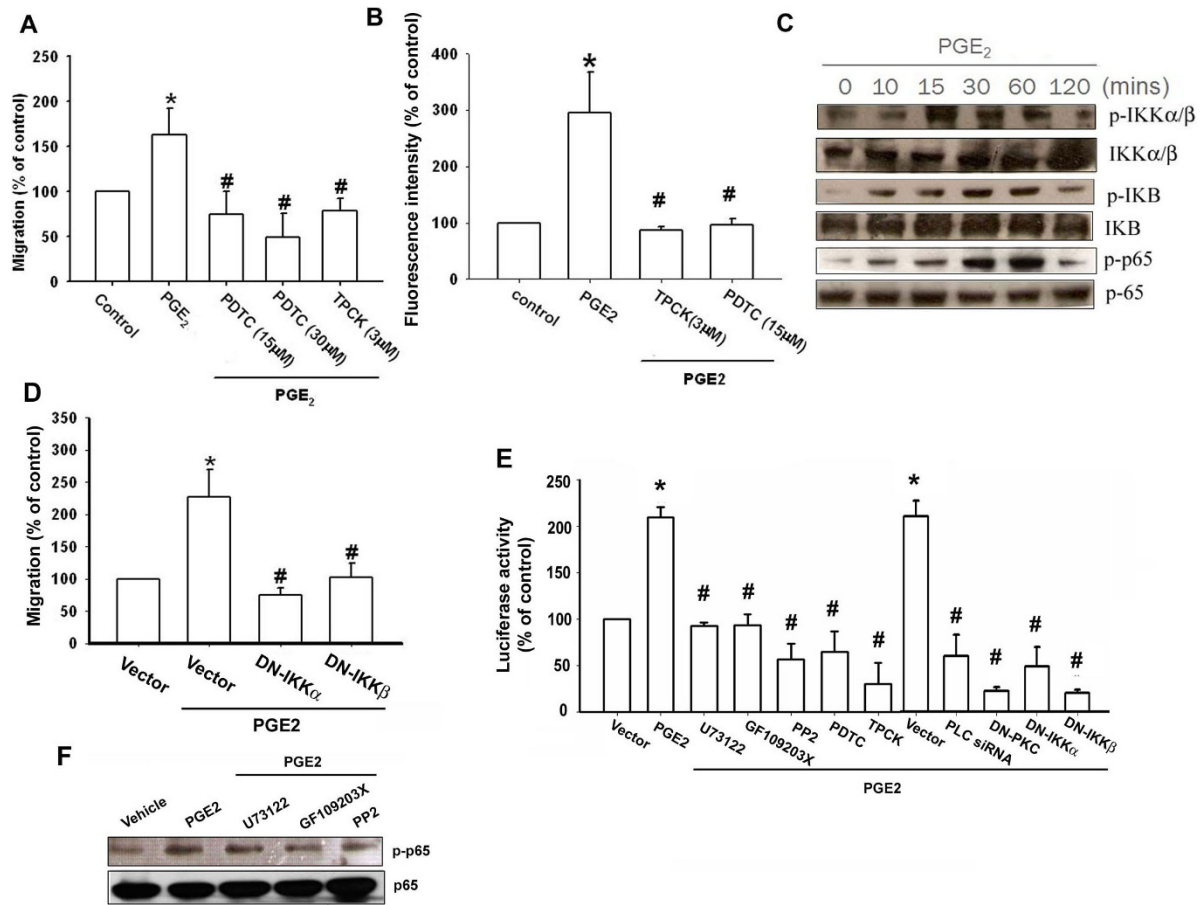 A
Migration (% of control)
250
200
150
100
50
0
*
#
#
#
Control
PGE2
PDTC (15μM)
PDTC (30μM)
TPCK (3μM)
PGE2
B
Fluorescence intensity (% of control)
400
300
200
100
0
*
#
#
control
PGE2
TPCK(3μM)
PDTC (15μM)
PGE2
C
PGE2
0 10 15 30 60 120 (mins)
p-IKKα/β
IKKα/β
p-IKB
IKB
p-p65
p-65
D
Migration (% of control)
350
300
250
200
150
100
50
0
*
#
#
Vector
Vector
DN-IKKα
DN-IKKβ
PGE2
E
Luciferase activity
(% of control)
250
200
150
100
50
0
*
#
#
#
#
#
*
#
#
#
#
Vector
PGE2
U73122
GF109203X
PP2
PDTC
TPCK
Vector
PLC siRNA
DN-PKC
DN-IKKα
DN-IKKβ
PGE2
F
PGE2
Vehicle
PGE2
U73122
GF109203X
PP2
p-p65
p65